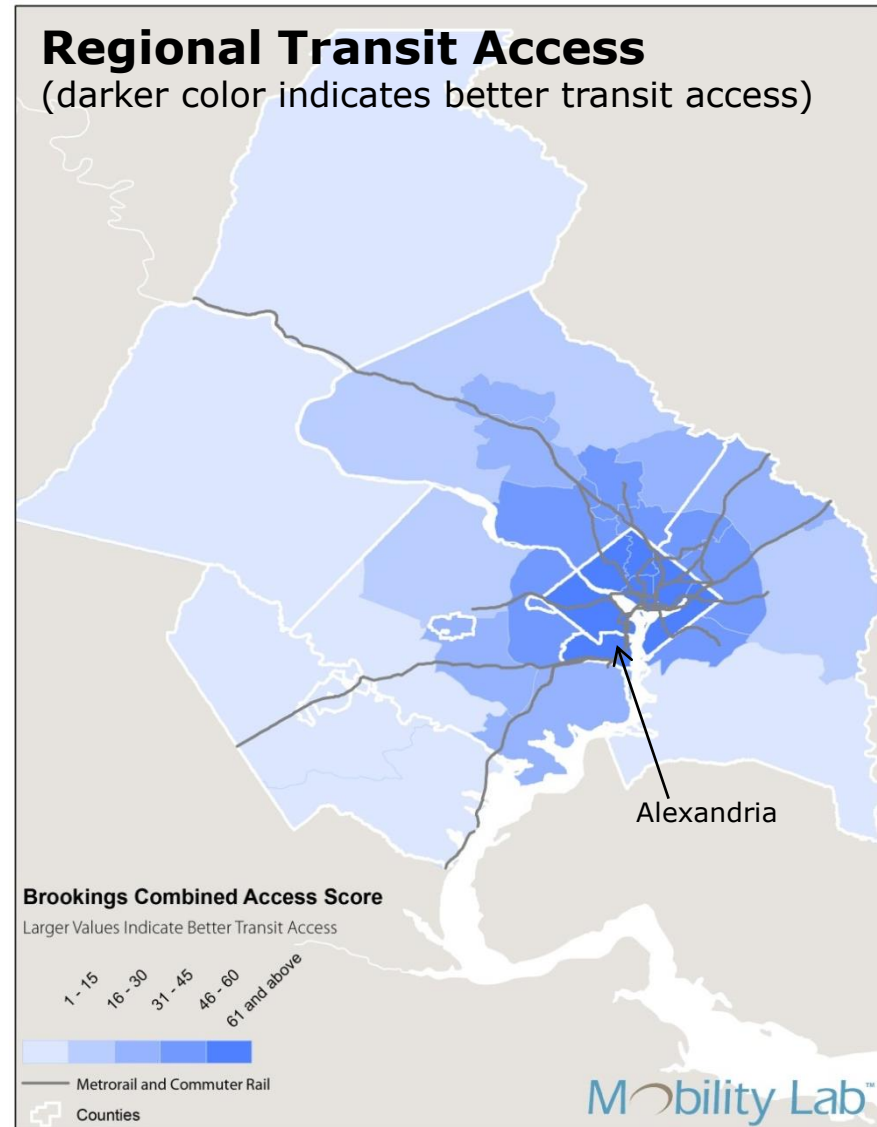 Regional Transit Access
(darker color indicates better transit access)
Alexandria
Brookings Combined Access Score
Larger Values Indicate Better Transit Access
1 - 15
16 - 30
31 - 45
46 - 60
61 and above
Metrorail and Commuter Rail
Counties
Mobility Lab™